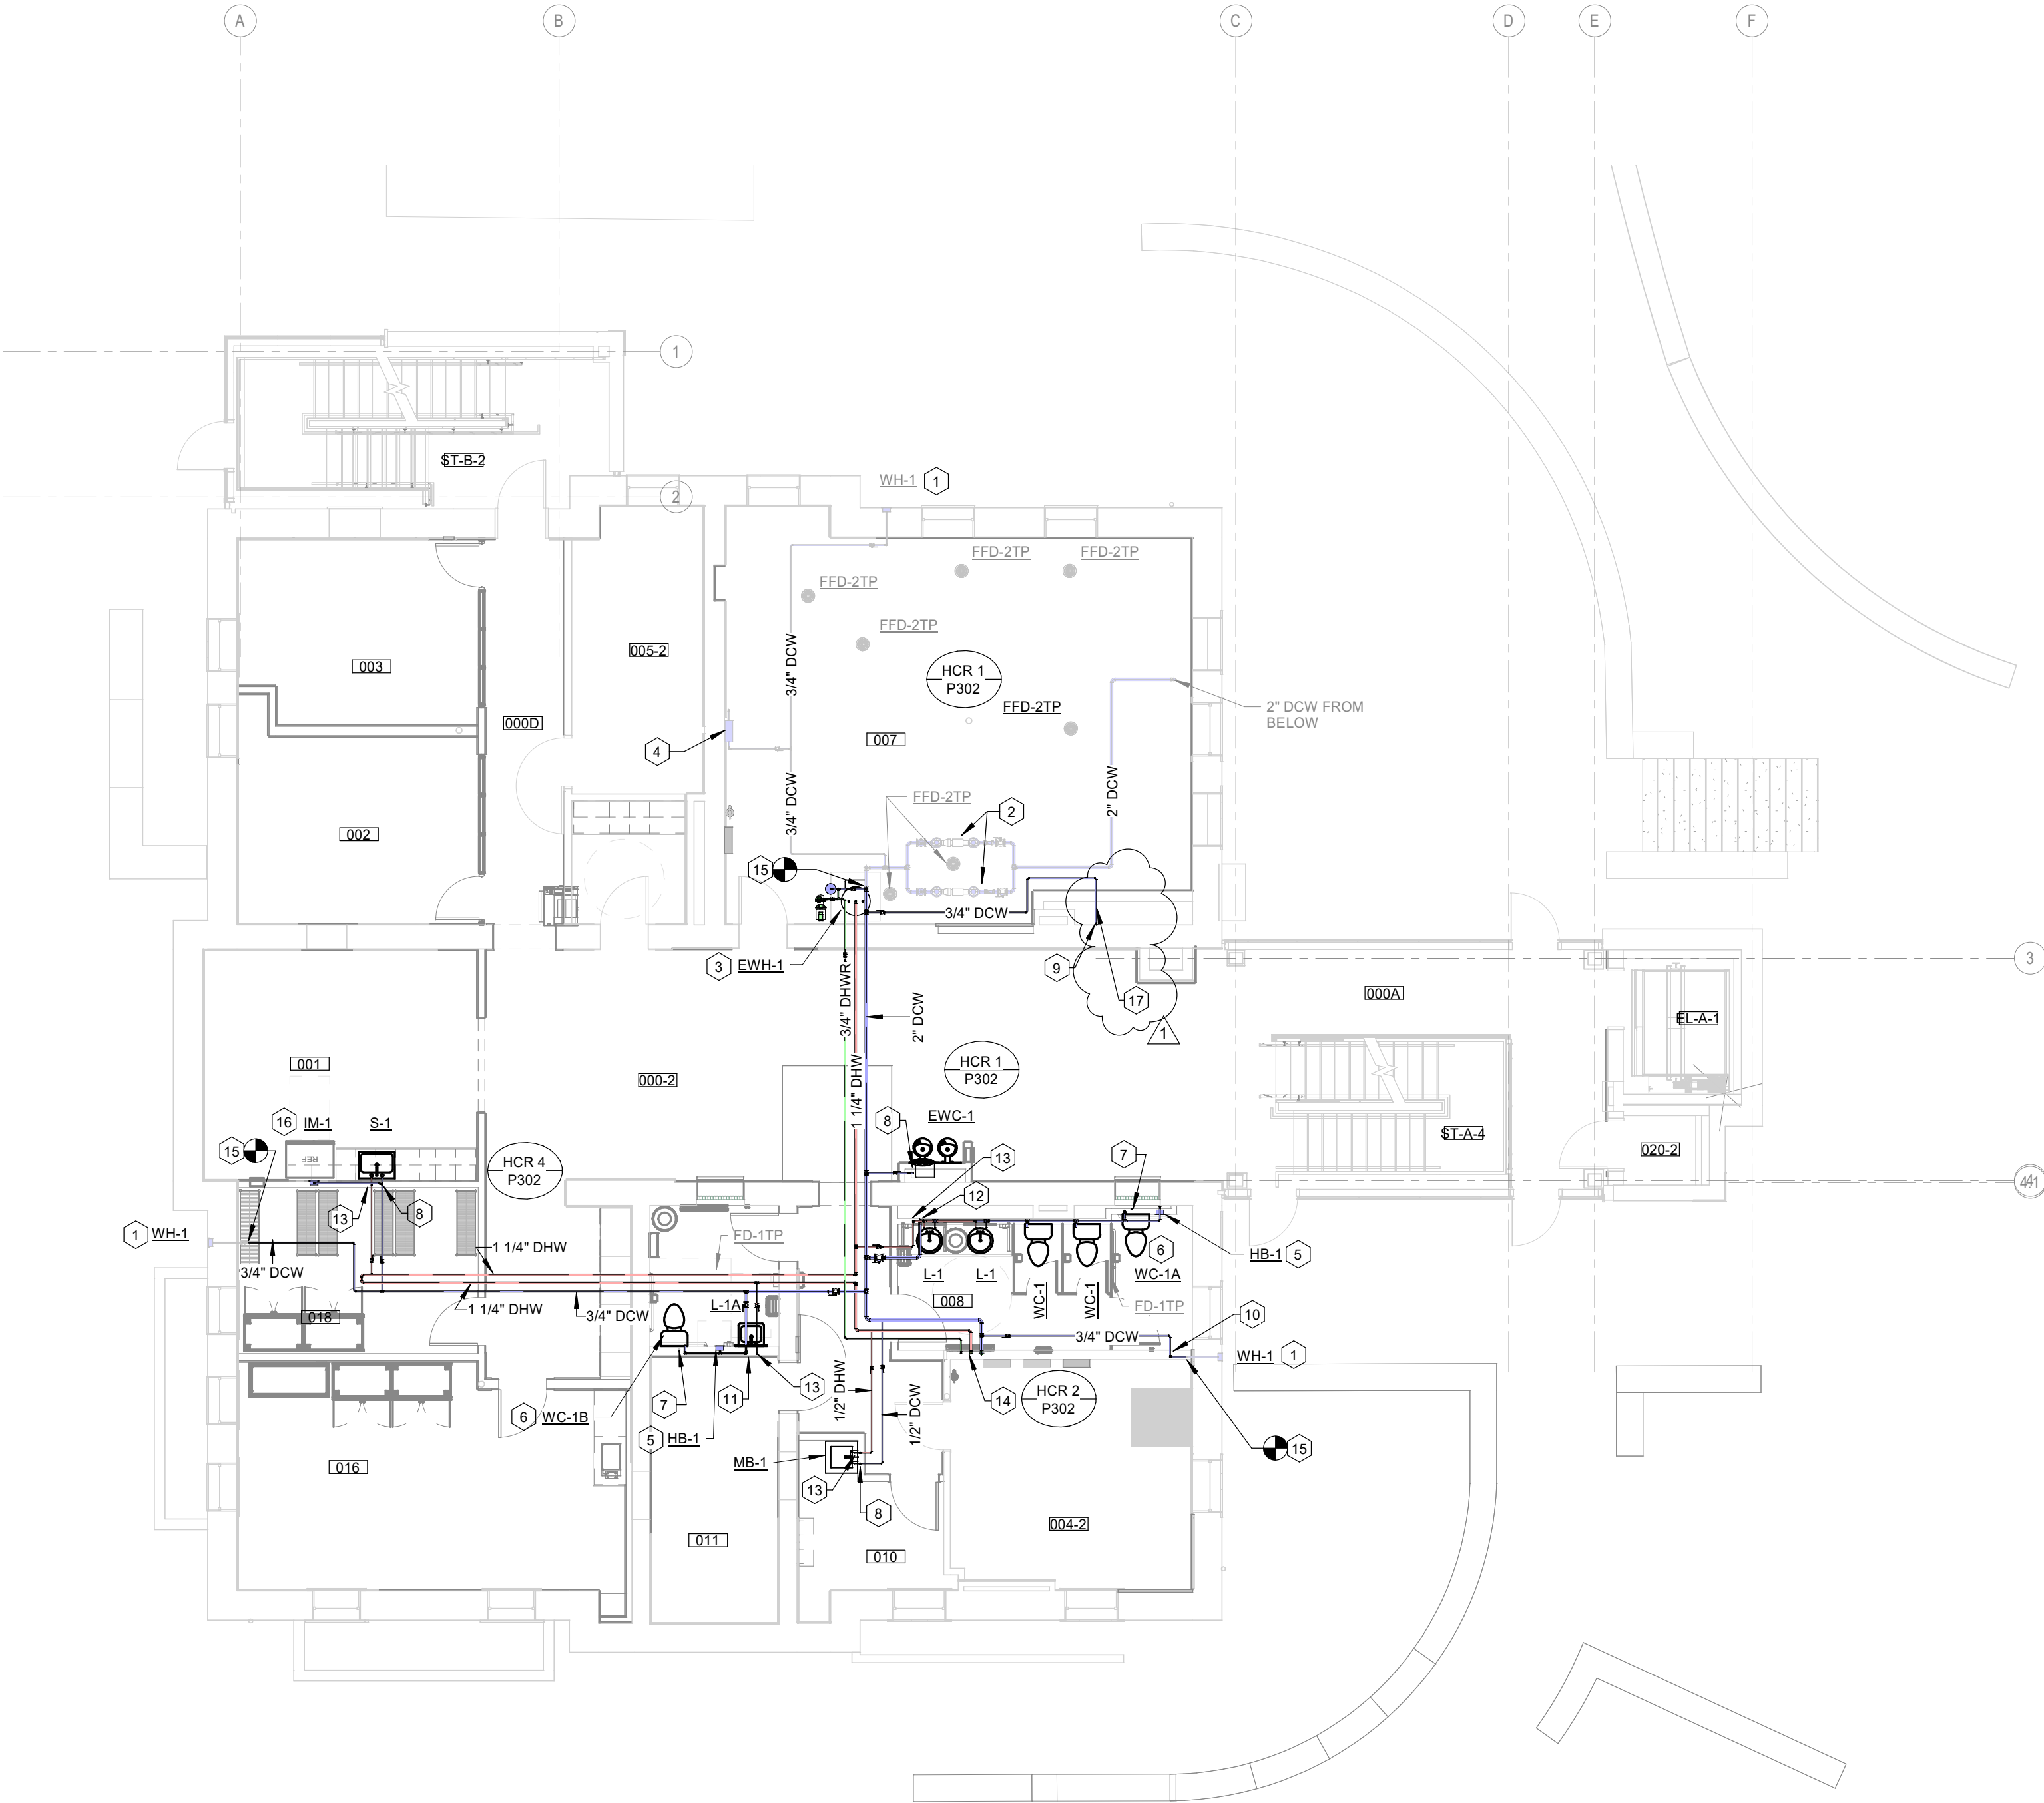 A
B
C
D
E
F
1
ST-B-2
2
WH-1
1
FFD-2TP
FFD-2TP
FFD-2TP
FFD-2TP
3/4" DCW
HCR 1
P302
003
005-2
000D
FFD-2TP
2" DCW FROM
BELOW
4
007
3/4" DCW
2" DCW
FFD-2TP
2
002
15
3/4" DCW
3
EWH-1
9
17
1
3/4" DHWR
2" DCW
3
000A
EL-A-1
001
000-2
1 1/4" DHW
HCR 1
P302
16
IM-1
S-1
8
EWC-1
ST-A-4
020-2
15
REF
HCR 4
P302
13
7
12
4
4.1
13
8
1
WH-1
FD-1TP
1 1/4" DHW
6
HB-1
5
3/4" DCW
L-1
L-1
WC-1A
1 1/4" DHW
3/4" DCW
L-1A
008
WC-1
WC-1
FD-1TP
10
018
3/4" DCW
WH-1
1
6
WC-1B
7
11
13
1/2" DHW
1/2" DCW
14
HCR 2
P302
5
HB-1
15
016
MB-1
13
8
004-2
011
010